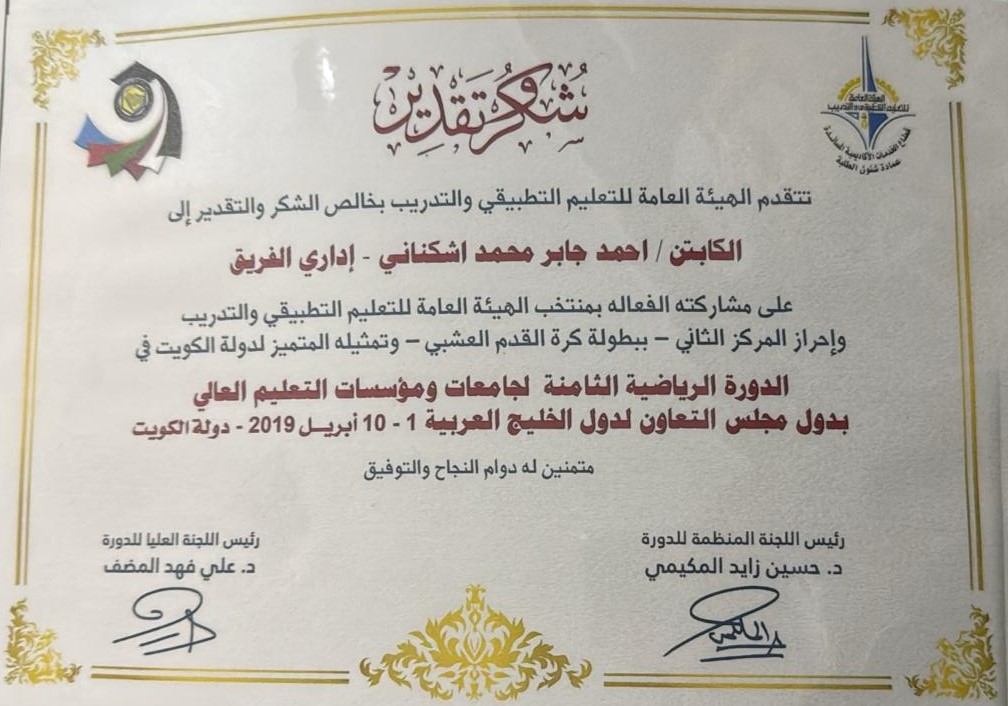 شكر وتقدير
الهيئة العامة
للتعليم التطبيقي والتدريب
قطاع الخدمات الأكاديمية المساندة
عمادة شئون الطلبة
تتقدم الهيئة العامة للتعليم التطبيقي والتدريب بخالص الشكر والتقدير إلى
الكابتن / احمد جابر محمد اشكناني - إداري الفريق
على مشاركته الفعاله بمنتخب الهيئة العامة للتعليم التطبيقي والتدريب
وإحراز المركز الثاني – ببطولة كرة القدم العشبي – وتمثيله المتميز لدولة الكويت في
الدورة الرياضية الثامنة لجامعات ومؤسسات التعليم العالي
بدول مجلس التعاون لدول الخليج العربية 1 - 10 أبريل 2019 - دولة الكويت
متمنين له دوام النجاح والتوفيق
رئيس اللجنة المنظمة للدورة
د. حسين زايد المكيمي
رئيس اللجنة العليا للدورة
د. علي فهد المضف